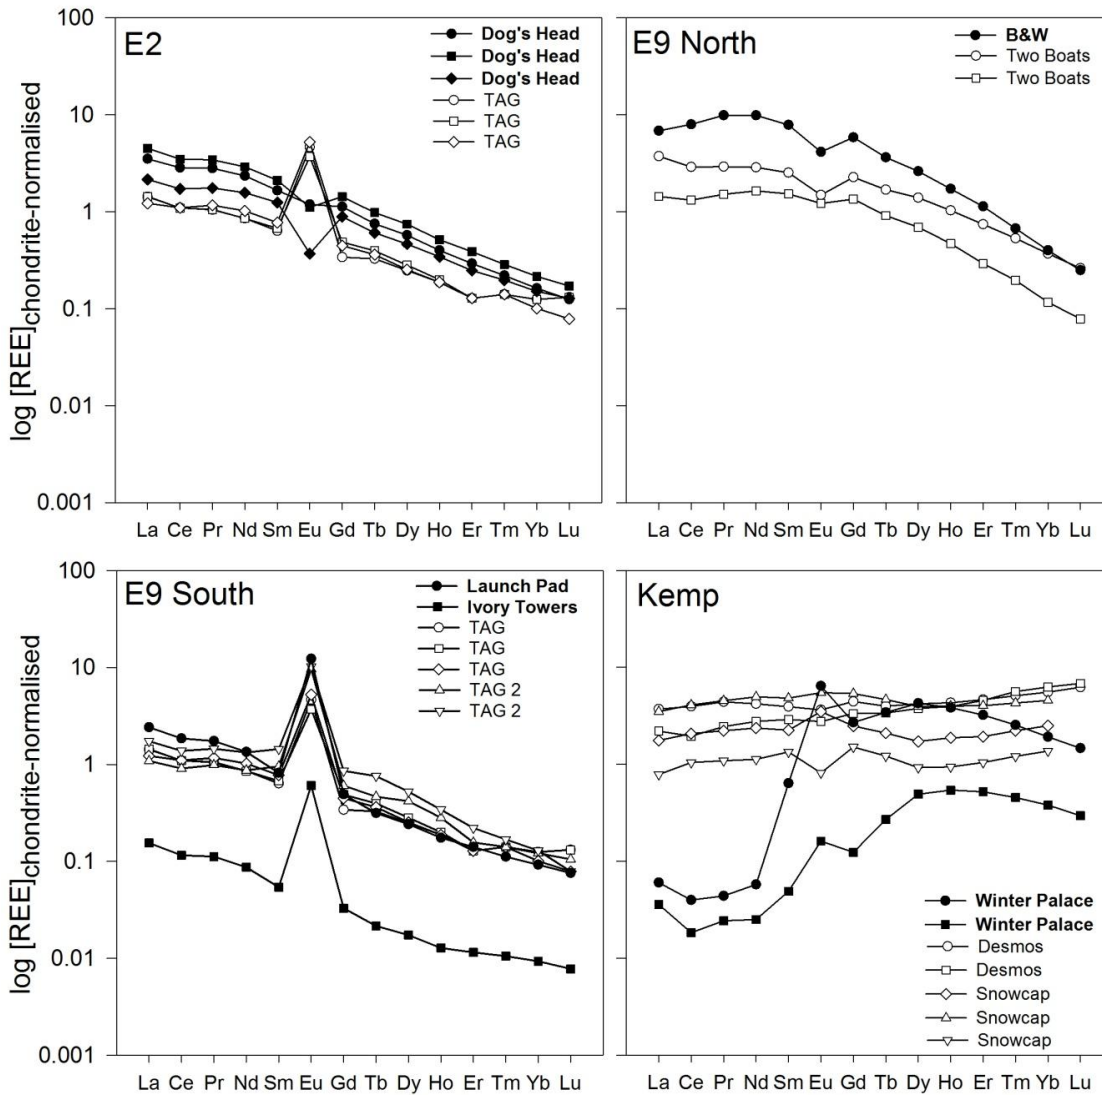 E2
Dog's Head
Dog's Head
Dog's Head
TAG
TAG
TAG
100
10
1
0.1
0.01
0.001
log [REE]chondrite-normalised
La Ce Pr Nd Sm Eu Gd Tb Dy Ho Er Tm Yb Lu
E9 North
B&W
Two Boats
Two Boats
La Ce Pr Nd Sm Eu Gd Tb Dy Ho Er Tm Yb Lu
E9 South
Launch Pad
Ivory Towers
TAG
TAG
TAG
TAG 2
TAG 2
100
10
1
0.1
0.01
0.001
log [REE]chondrite-normalised
La Ce Pr Nd Sm Eu Gd Tb Dy Ho Er Tm Yb Lu
Kemp
Winter Palace
Winter Palace
Desmos
Desmos
Snowcap
Snowcap
Snowcap
La Ce Pr Nd Sm Eu Gd Tb Dy Ho Er Tm Yb Lu